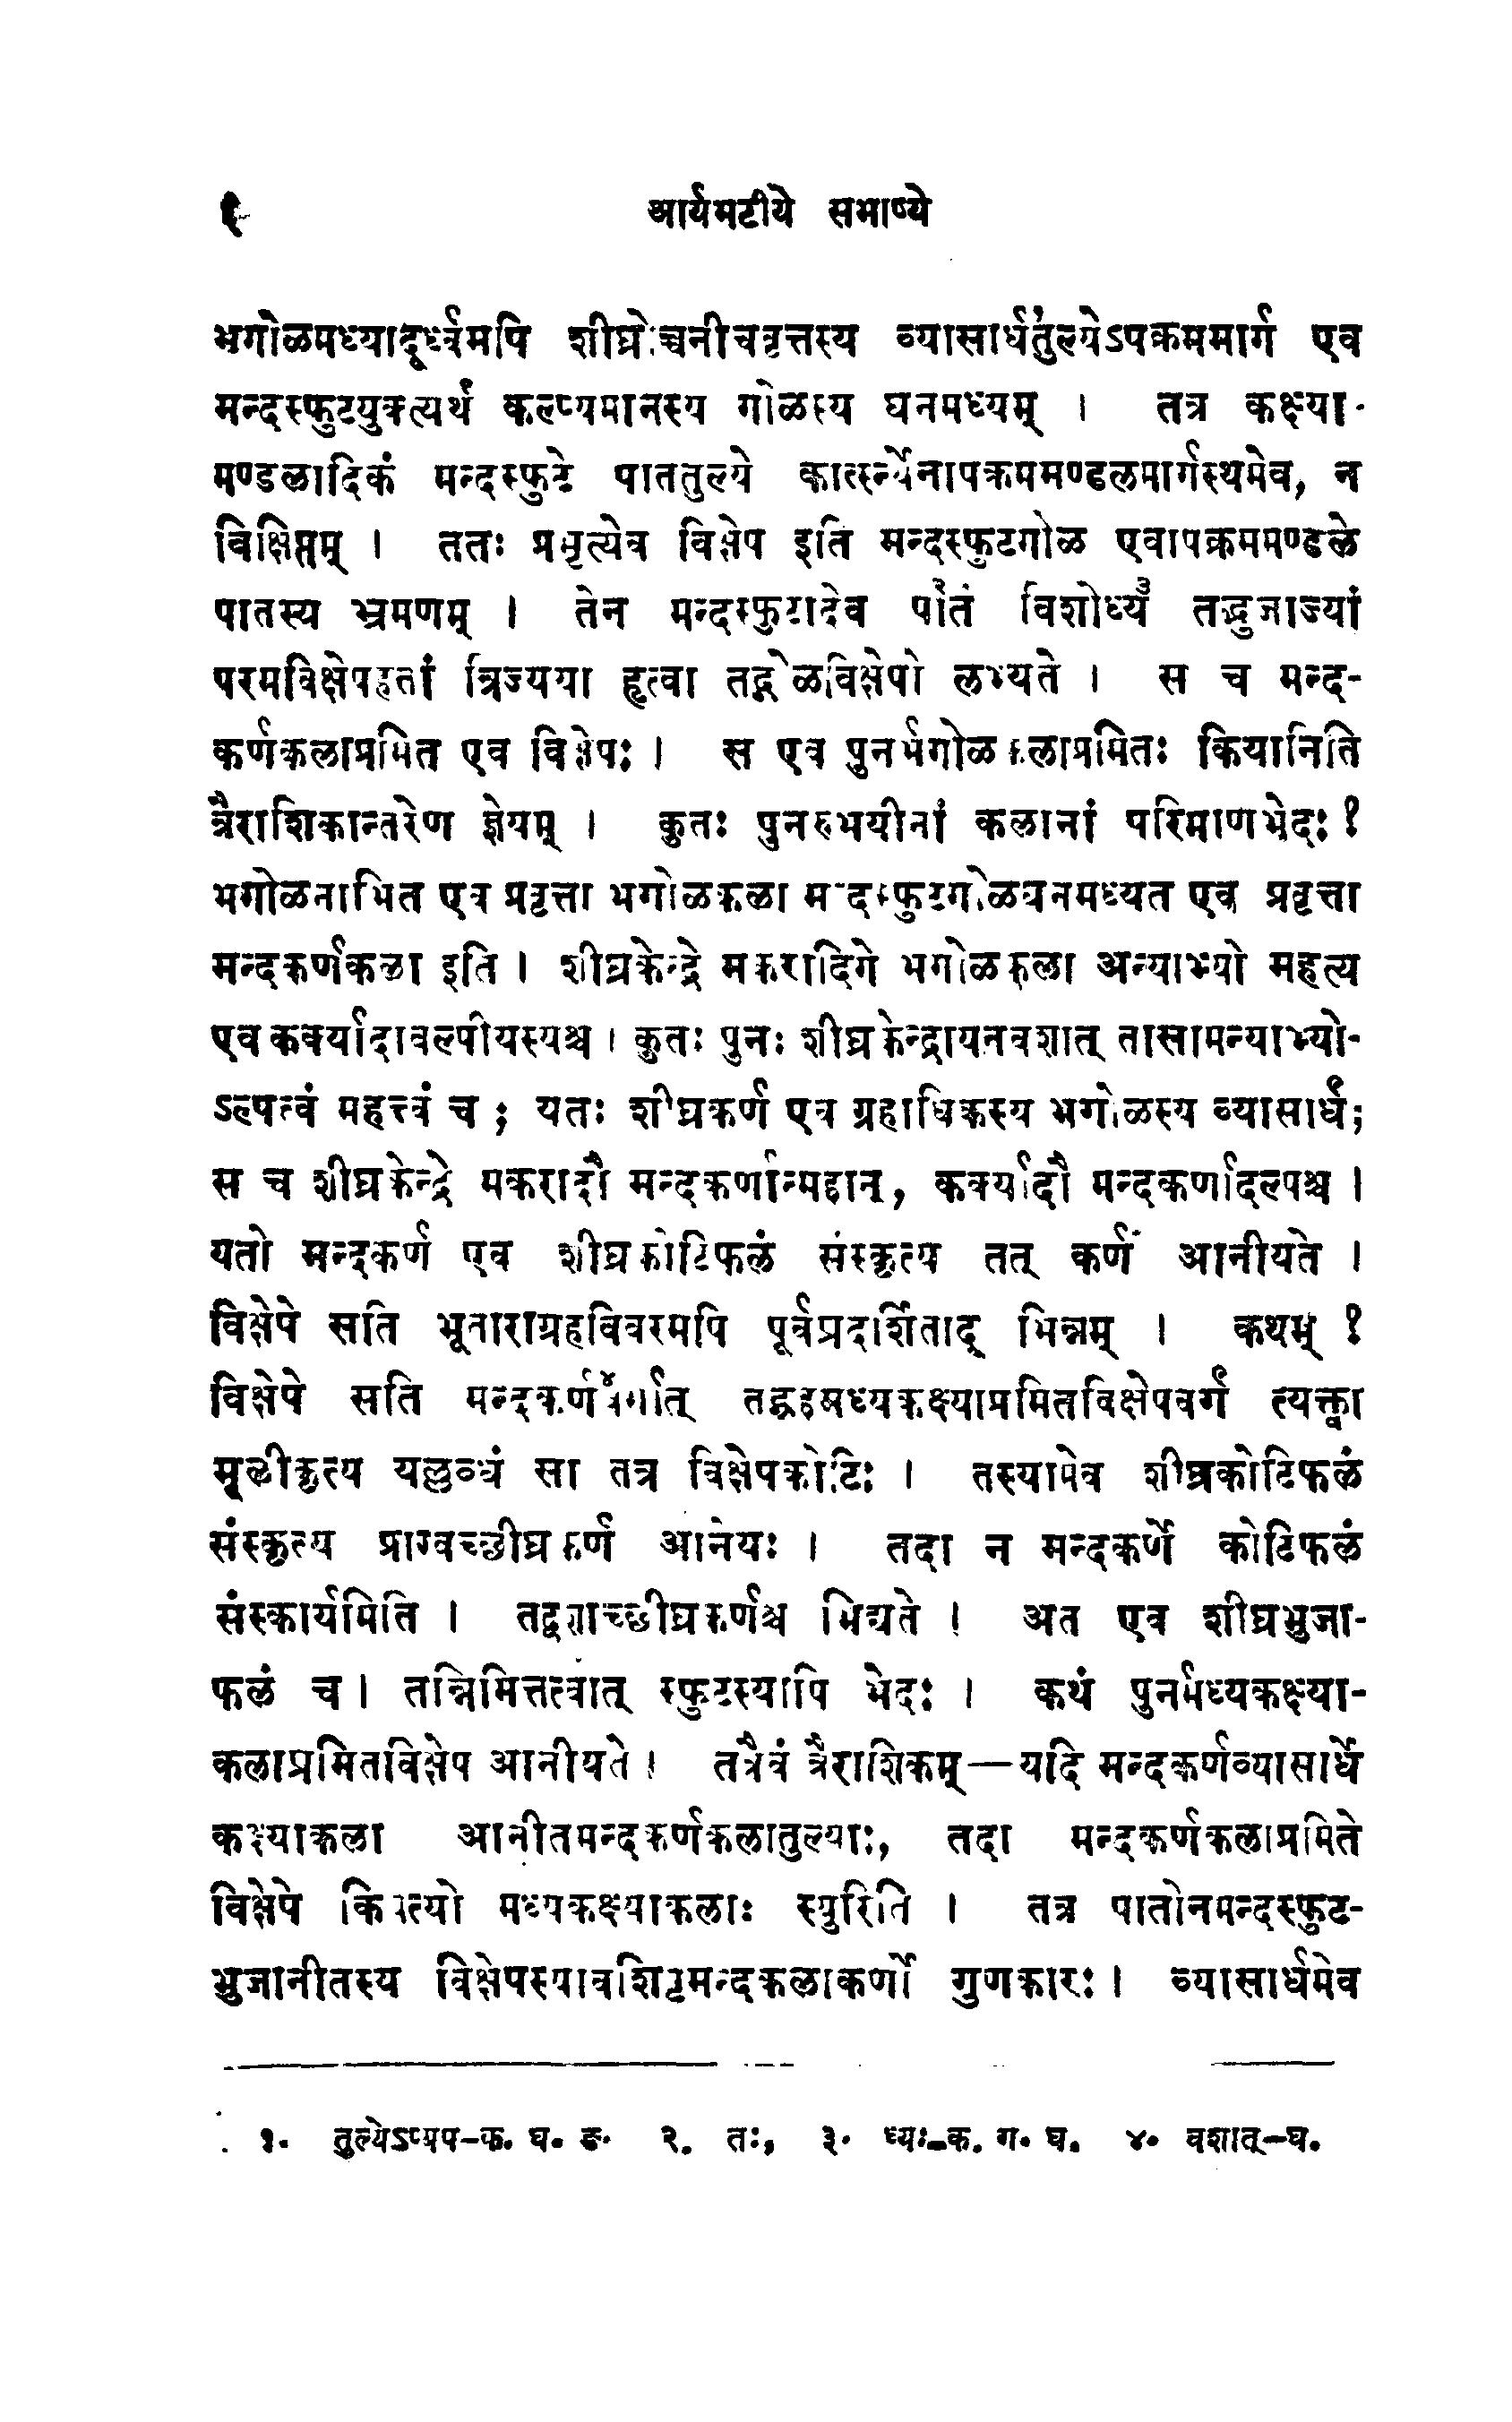 ६ आर्यभटीये सभाष्ये
भगोळमध्यादूर्ध्वमपि शीघ्रोच्चनीचवृत्तस्य व्यासार्धतुल्ये१ऽपक्रममार्ग एव
मन्दस्फुटयुक्त्यर्थं कल्प्यमानस्य गोळस्य घनमध्यम् । तत्र कक्ष्या-
मण्डलादिकं मन्दस्फुटे पाततुल्ये कार्त्स्न्येनापक्रममण्डलमार्गस्थमेव, न
विक्षिप्तम् । ततः प्रभृत्येव विक्षेप इति मन्दस्फुटगोळ एवापक्रममण्डले
पातस्य भ्रमणम् । तेन मन्दस्फुटादेव पा२तं विशोध्य३ तद्भुजाज्यां
परमविक्षेपहतां त्रिज्यया हृत्वा तद्गोळविक्षेपो लभ्यते । स च मन्द-
कर्णकलाप्रमित एव विक्षेपः । स एव पुनर्भगोळकलाप्रमितः कियानिति
त्रैराशिकान्तरेण ज्ञेयम् । कुतः पुनरुभयीनां कलानां परिमाणभेदः ?
भगोळनाभित एव प्रवृत्ता भगोळकला मन्दस्फुटगोळघनमध्यत एव प्रवृत्ता
मन्दकर्णकला इति । शीघ्रकेन्द्रे मकरादिगे भगोळकला अन्याभ्यो महत्य
एव कर्क्यादावल्पीयस्यश्च । कुतः पुनः शीघ्रकेन्द्रायनवशात् तासामन्याभ्यो-
ऽल्पत्वं महत्त्वं च ; यतः शीघ्रकर्ण एव ग्रहाधिकस्य भगोळस्य व्यासार्धं;
स च शीघ्रकेन्द्रे मकरादौ मन्दकर्णान्महान्, कर्क्यादौ मन्दकर्णादल्पश्च ।
यतो मन्दकर्ण एव शीघ्रकोटिफलं संस्कृत्य तत् कर्ण आनीयते ।
विक्षेपे सति भूताराग्रहविवरमपि पूर्वप्रदर्शिताद् भिन्नम् । कथम् ?
विक्षेपे सति मन्दकर्ण४वर्गात् तद्ग्रहमध्यकक्ष्याप्रमितविक्षेपवर्गं त्यक्त्वा
मूळीकृत्य यल्लब्धं सा तत्र विक्षेपकोटिः । तस्यामेव शीघ्रकोटिफलं
संस्कृत्य प्राग्वच्छीघ्रकर्ण आनेयः । तदा न मन्दकर्णे कोटिफलं
संस्कार्यमिति । तद्वशाच्छीघ्रकर्णश्च भिद्यते । अत एव शीघ्रभुजा-
फलं च । तन्निमित्तत्वात् स्फुटस्यापि भेदः । कथं पुनर्मध्यकक्ष्या-
कलाप्रमितविक्षेप आनीयते । तत्रैवं त्रैराशिकम् — यदि मन्दकर्णव्यासार्धे
कक्ष्याकला आनीतमन्दकर्णकलातुल्याः, तदा मन्दकर्णकलाप्रमिते
विक्षेपे कियत्यो मध्यकक्ष्याकलाः स्युरिति । तत्र पातोनमन्दस्फुट-
भुजानीतस्य विक्षेपस्यावशिष्टमन्दकलाकर्णो गुणकारः । व्यासार्धमेव
१. तुल्येऽप्यप-क. घ. ङ. २. तः, ३. ध्यः-क. ग. घ. ४. वशात्-घ.